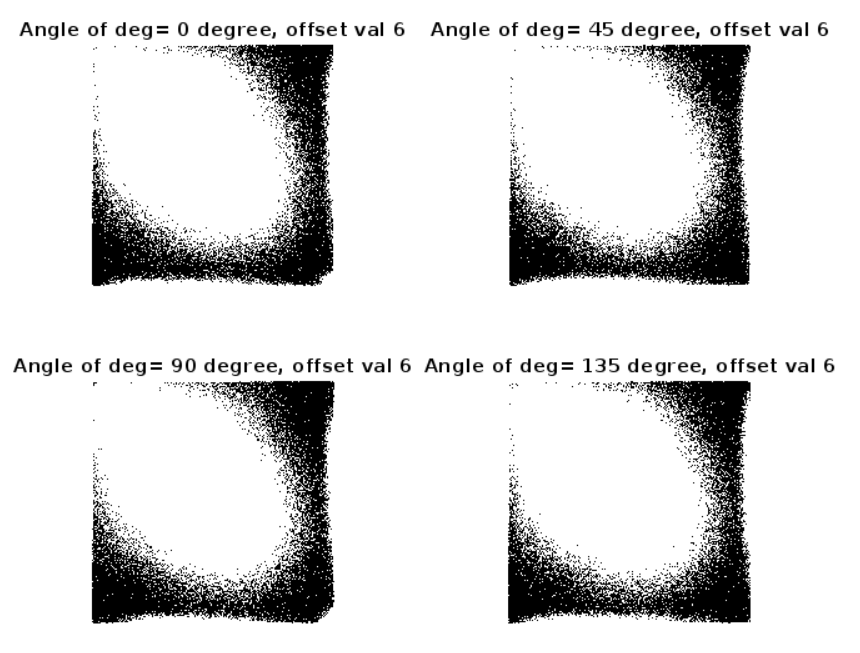 Angle of deg= 0 degree, offset val 6
Angle of deg= 45 degree, offset val 6
Angle of deg= 90 degree, offset val 6
Angle of deg= 135 degree, offset val 6